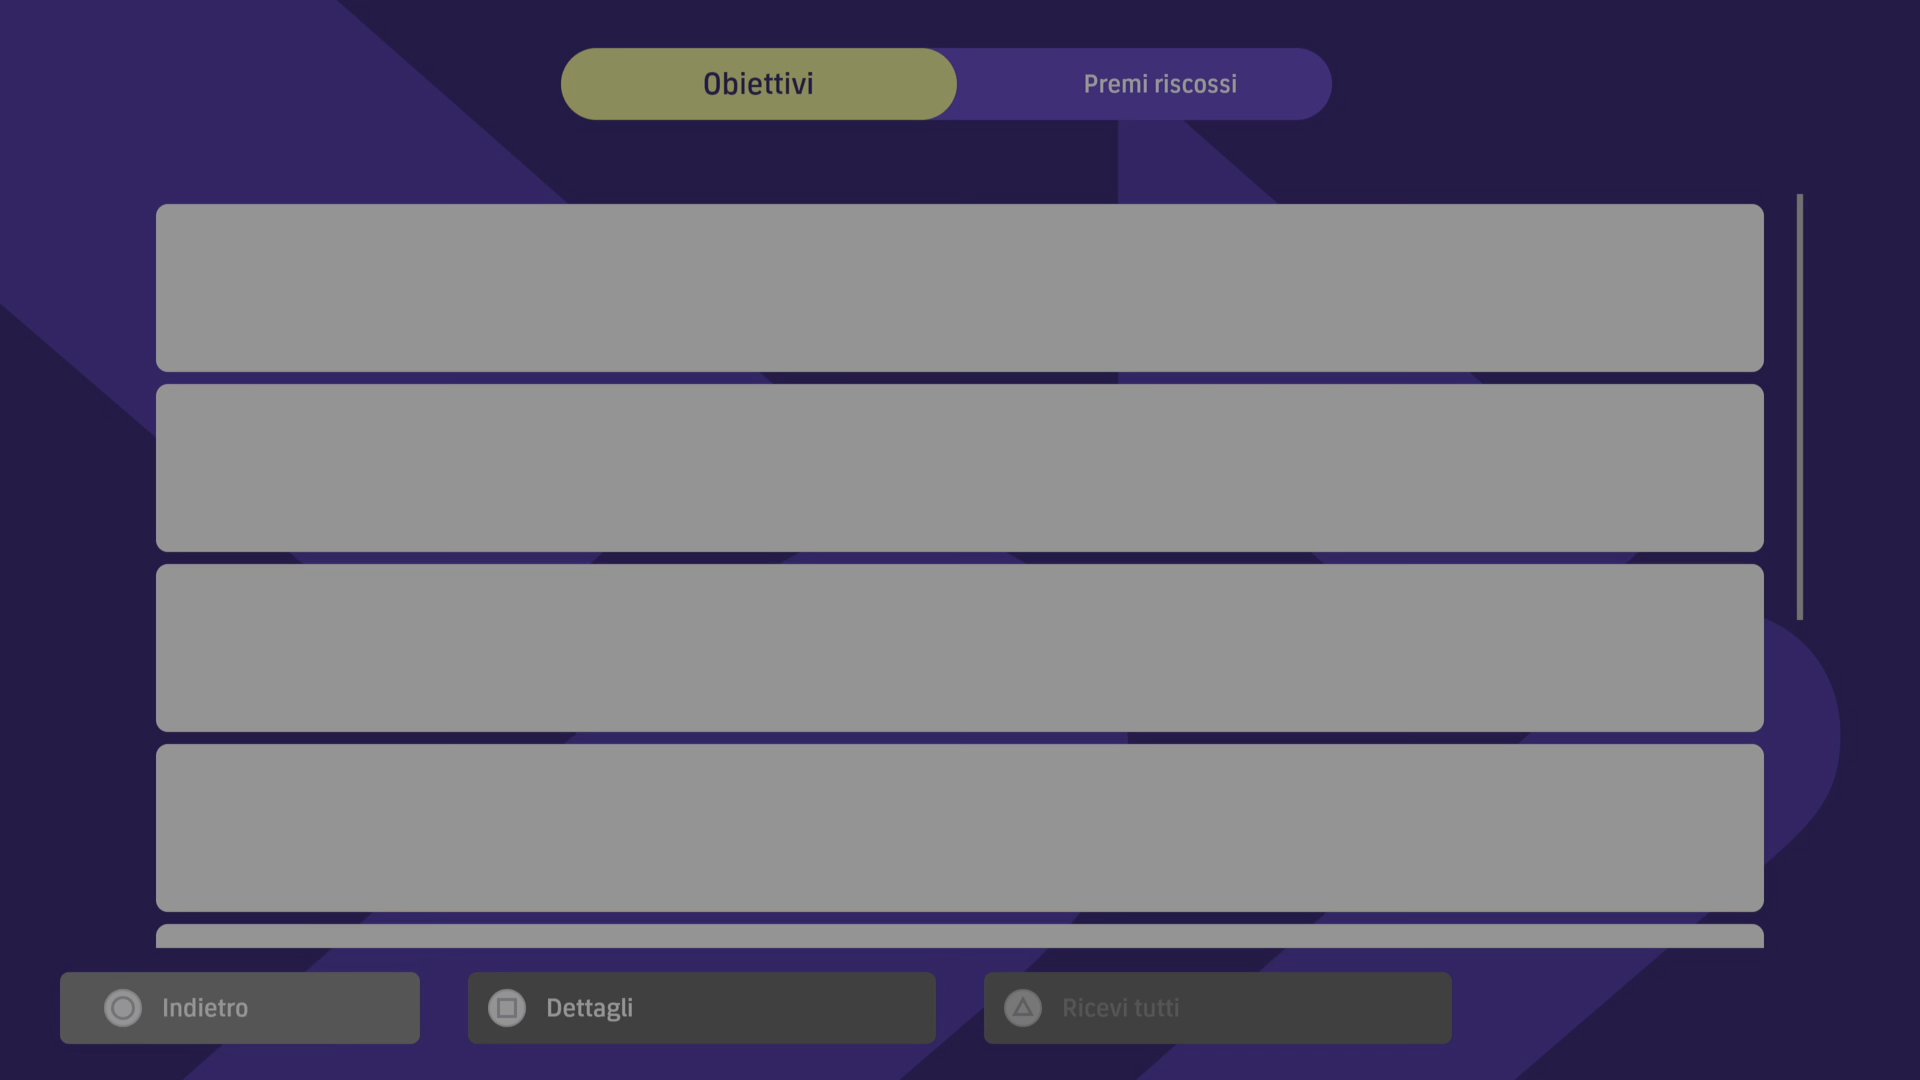 Obiettivi
Premi riscossi
Indietro
Dettagli
Ricevi tutti